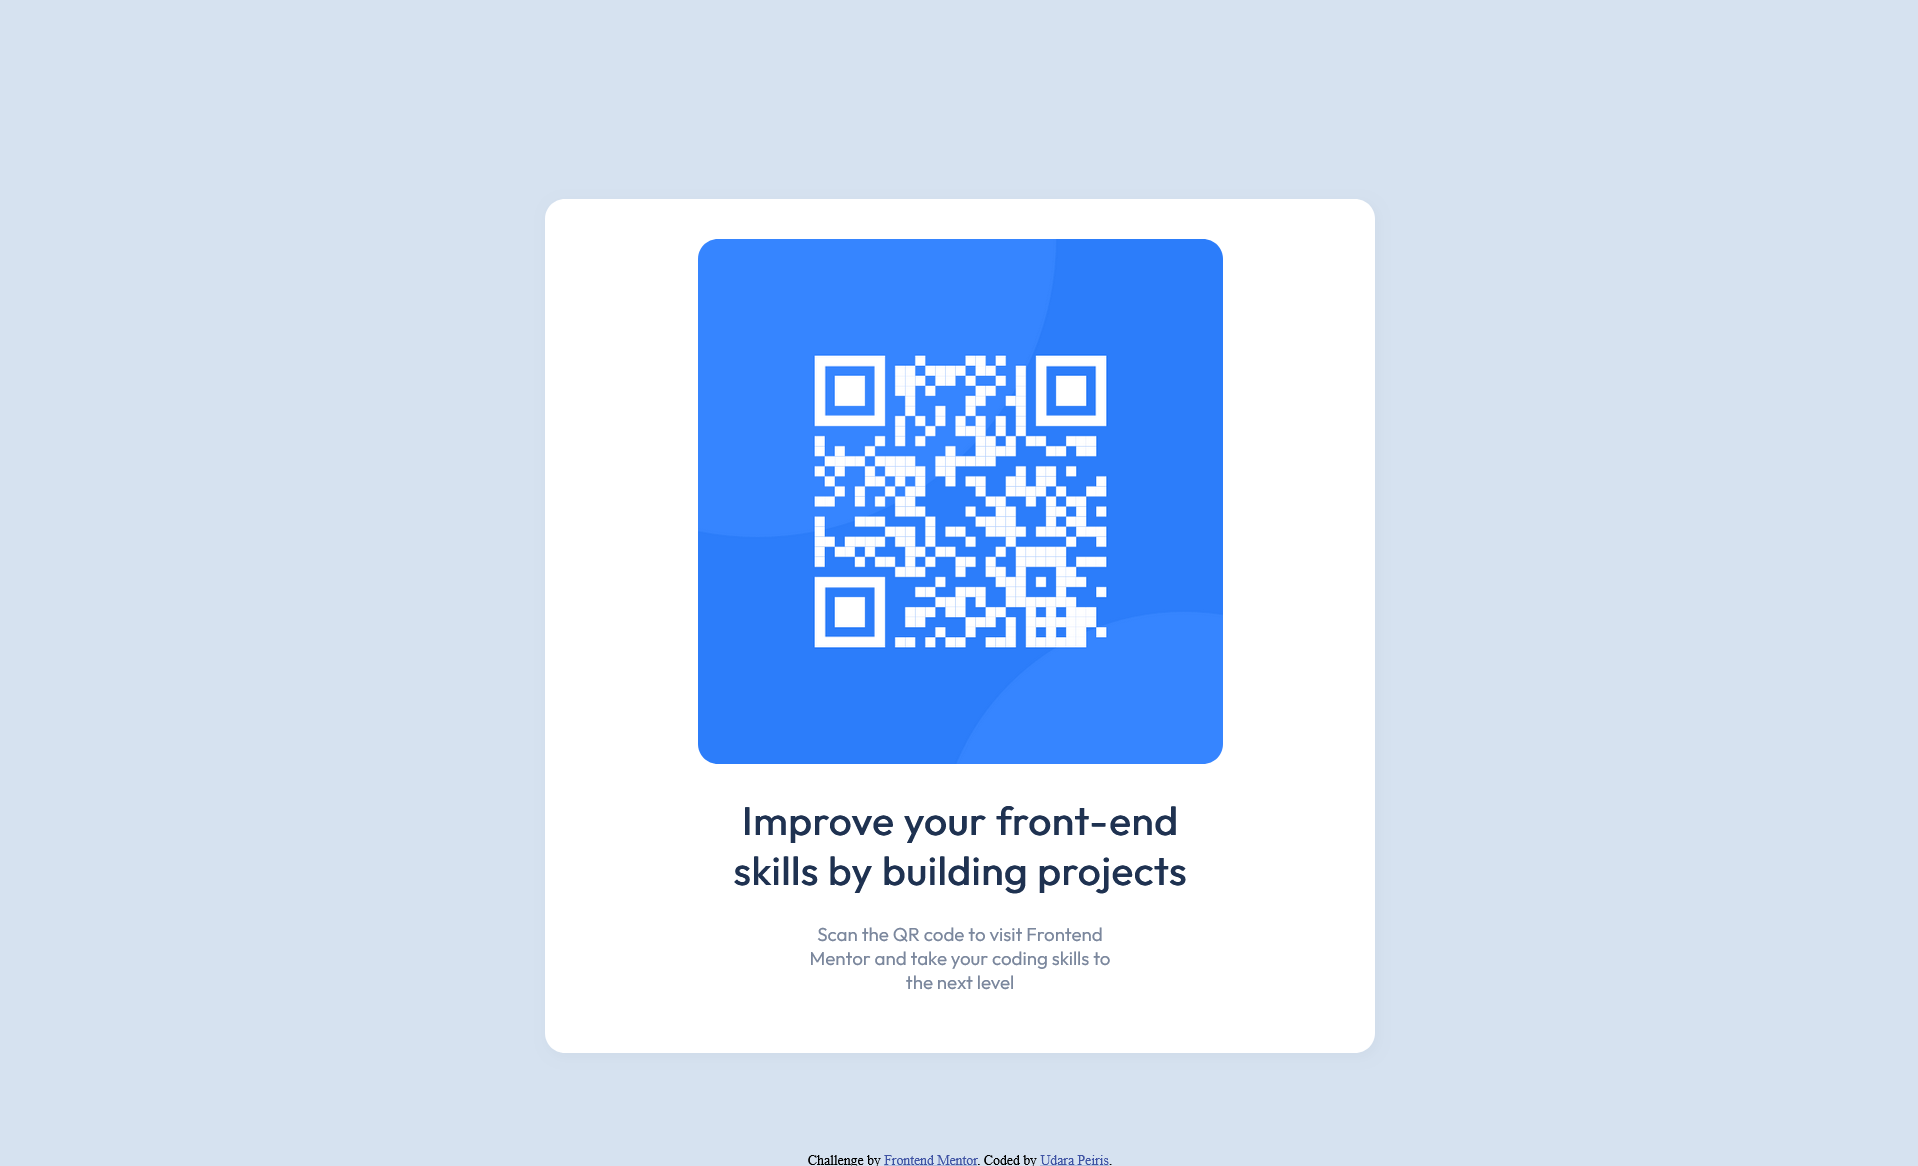 Improve your front-end
skills by building projects
Scan the QR code to visit Frontend
Mentor and take your coding skills to
the next level
Challenge by Frontend Mentor. Coded by Udara Peiris.